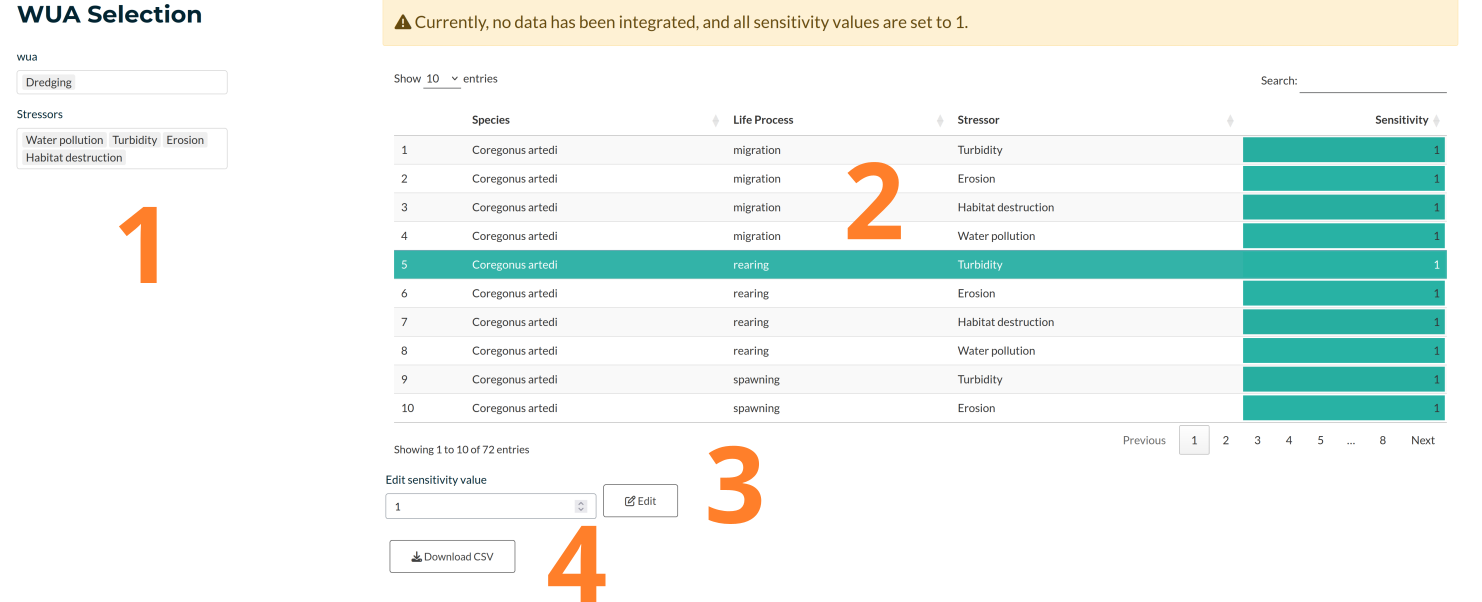 WUA Selection
wua
Dredging
Stressors
Water pollution Turbidity Erosion
Habitat destruction
1
Currently, no data has been integrated, and all sensitivity values are set to 1.
Show 10 entries
Search:
Species Life Process Stressor Sensitivity
1 Coregonus artedi migration Turbidity 1
2 Coregonus artedi migration Erosion 1
3 Coregonus artedi migration Habitat destruction 1
4 Coregonus artedi migration Water pollution 1
5 Coregonus artedi rearing Turbidity 1
6 Coregonus artedi rearing Erosion 1
7 Coregonus artedi rearing Habitat destruction 1
8 Coregonus artedi rearing Water pollution 1
9 Coregonus artedi spawning Turbidity 1
10 Coregonus artedi spawning Erosion 1
2
Showing 1 to 10 of 72 entries
Previous 1 2 3 4 5 ... 8 Next
Edit sensitivity value
1 Edit
3
Download CSV
4